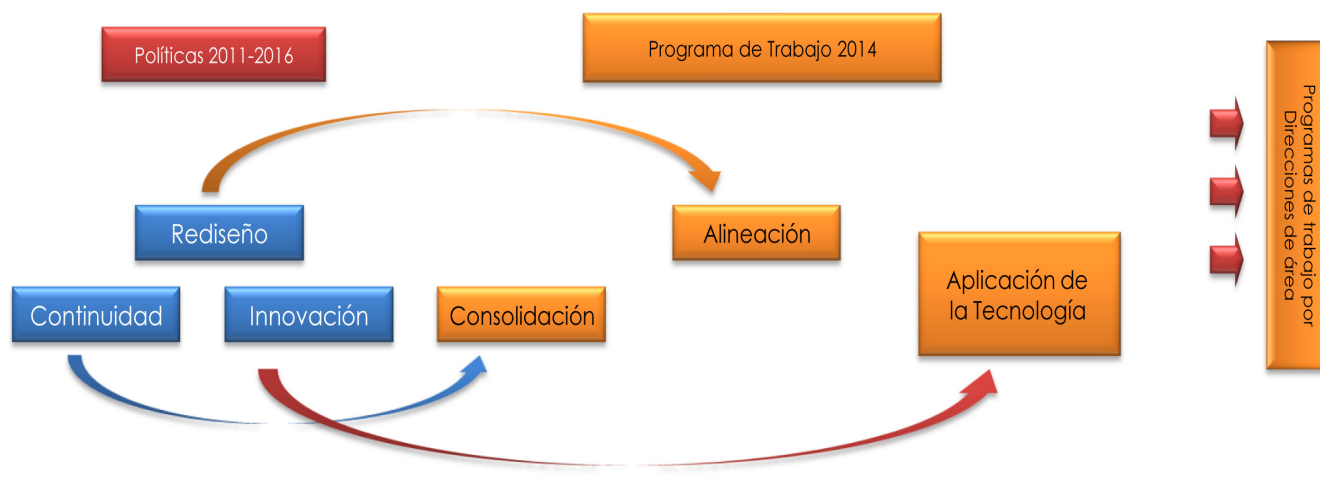 Políticas 2011-2016
Programa de Trabajo 2014
Rediseño
Alineación
Continuidad
Innovación
Consolidación
Aplicación de
la Tecnología
Programas de trabajo por
Direcciones de área